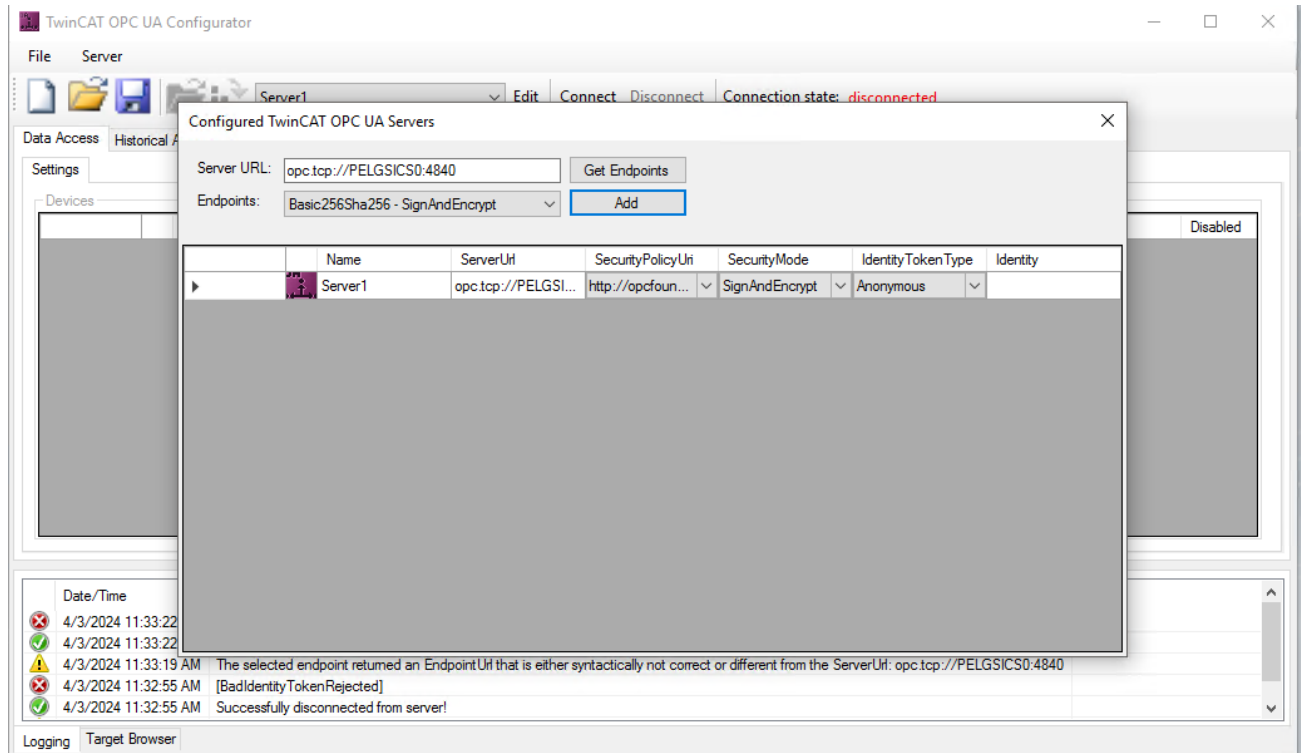 TwinCAT OPC UA Configurator
File Server
Server1 Edit Connect Disconnect Connection state: disconnected
Configured TwinCAT OPC UA Servers
Data Access Historical A
Settings
Server URL: opc.tcp://PELGSICS0:4840 Get Endpoints
Endpoints: Basic256Sha256 - SignAndEncrypt Add
Devices
Disabled
Name ServerUrl SecurityPolicyUri SecurityMode IdentityTokenType Identity
Server1 opc.tcp://PELGSI... http://opcfoun... SignAndEncrypt Anonymous
Date/Time
4/3/2024 11:33:22
4/3/2024 11:33:22
4/3/2024 11:33:19 AM The selected endpoint returned an EndpointUrl that is either syntactically not correct or different from the ServerUrl: opc.tcp://PELGSICS0:4840
4/3/2024 11:32:55 AM [BadIdentityTokenRejected]
4/3/2024 11:32:55 AM Successfully disconnected from server!
Logging Target Browser